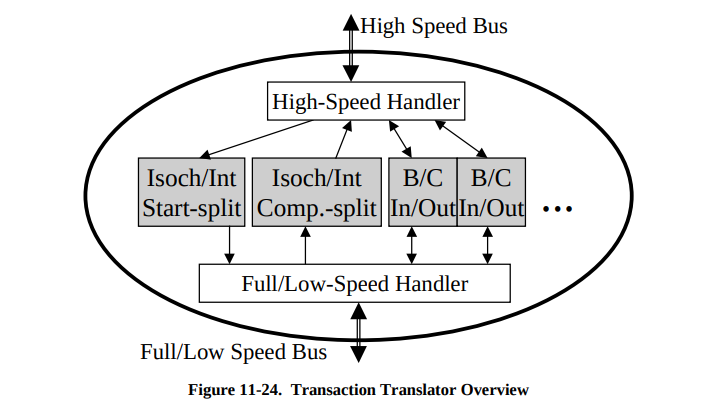 High Speed Bus
High-Speed Handler
Isoch/Int
Start-split
Isoch/Int
Comp.-split
B/C
In/Out
B/C
In/Out
...
Full/Low-Speed Handler
Full/Low Speed Bus
Figure 11-24. Transaction Translator Overview